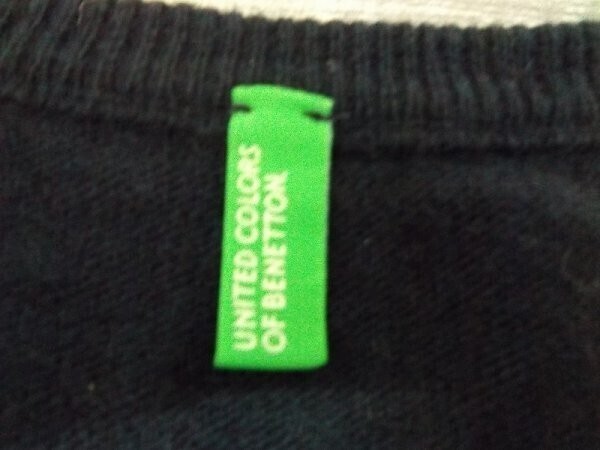 UNITED COLORS
OF BENETTON.